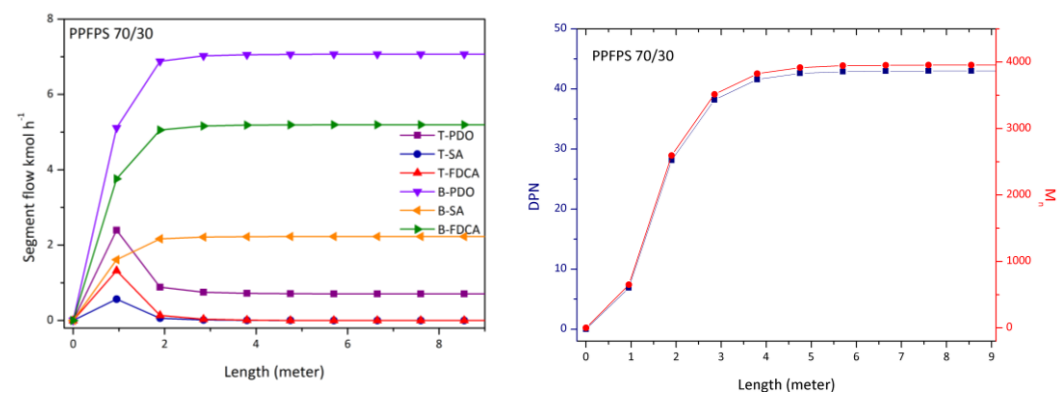 PPFPS 70/30
8
6
4
2
0
Segment flow kmol h⁻¹
T-PDO
T-SA
T-FDCA
B-PDO
B-SA
B-FDCA
0 2 4 6 8
Length (meter)
PPFPS 70/30
50
40
30
20
10
0
DPN
4000
3000
2000
1000
0
Mₙ
0 1 2 3 4 5 6 7 8 9
Length (meter)